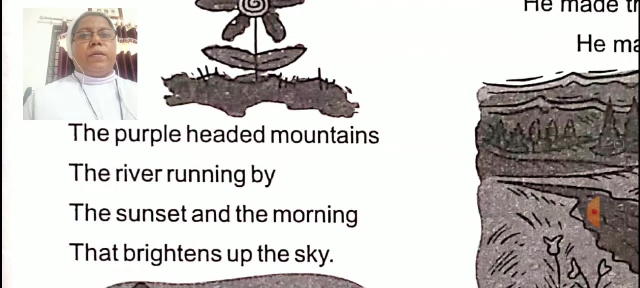 He made
He
The purple headed mountains
The river running by
The sunset and the morning
That brightens up the sky.